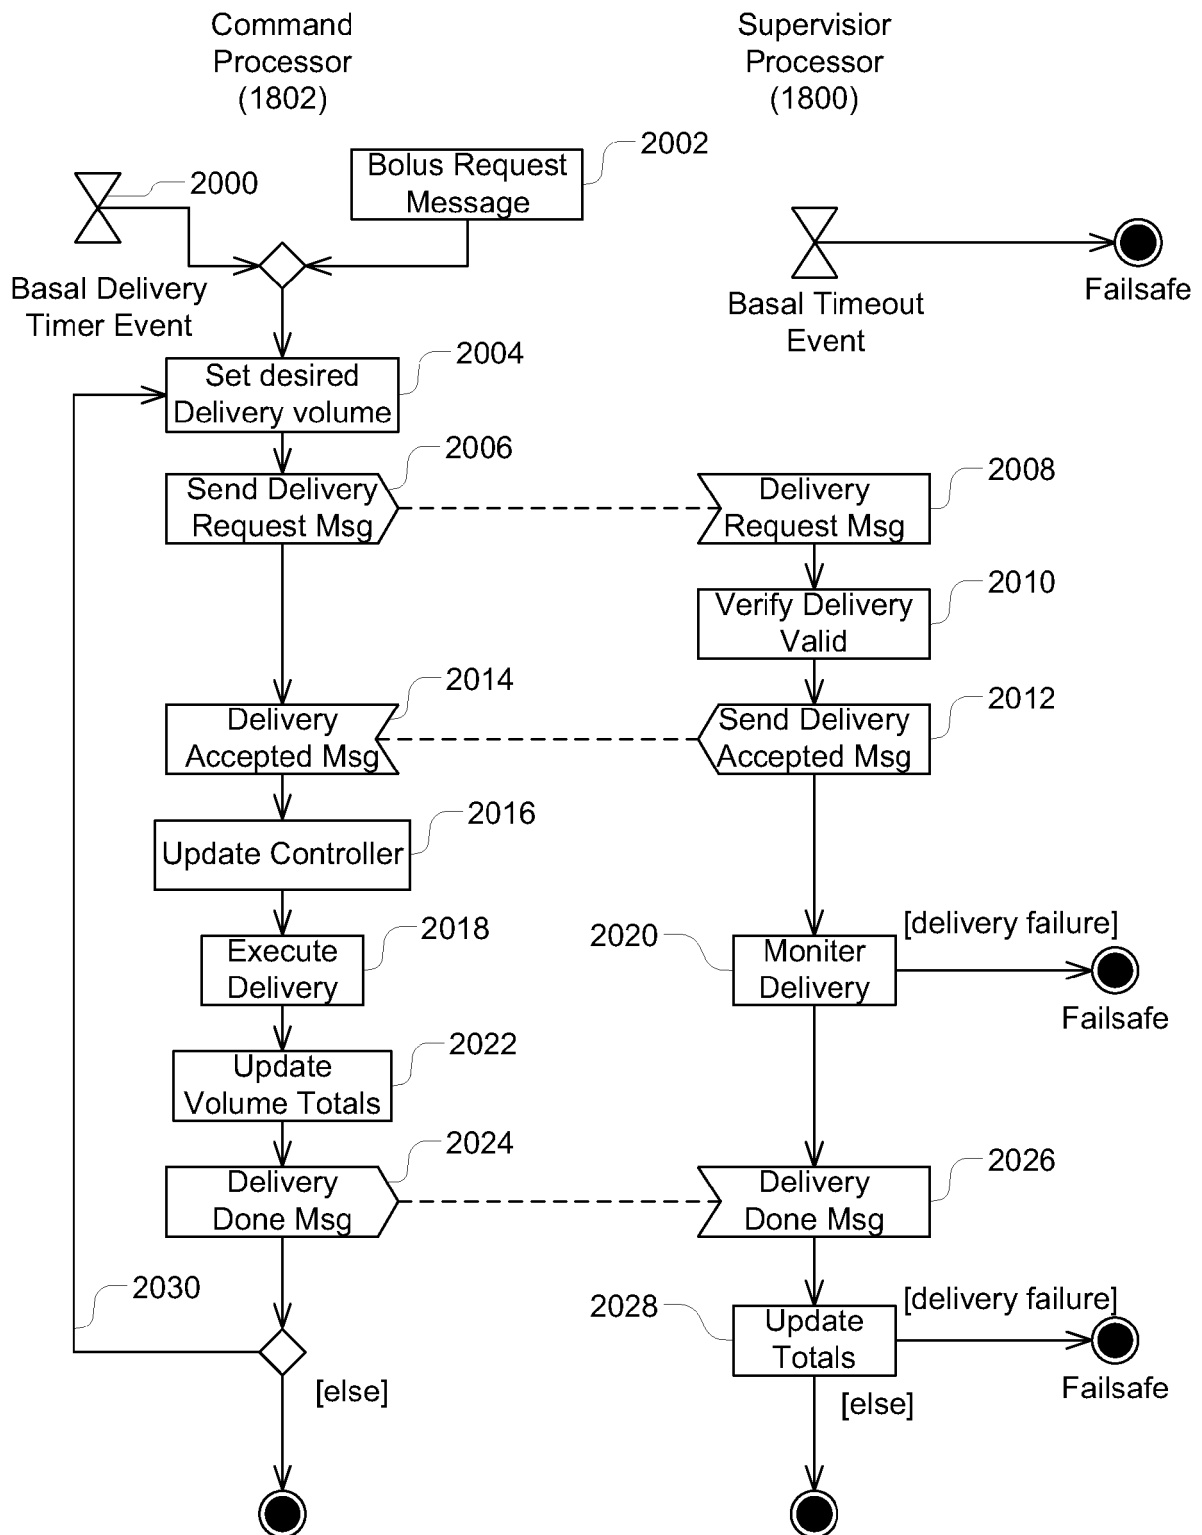 Command
Processor
(1802)
Supervisior
Processor
(1800)
2000
Bolus Request
Message
2002
Basal Delivery
Timer Event
Basal Timeout
Event
Failsafe
Set desired
Delivery volume
2004
Send Delivery
Request Msg
2006
Delivery
Request Msg
2008
Verify Delivery
Valid
2010
Delivery
Accepted Msg
2014
Send Delivery
Accepted Msg
2012
Update Controller
2016
Execute
Delivery
2018
2020
Moniter
Delivery
[delivery failure]
Failsafe
Update
Volume Totals
2022
Delivery
Done Msg
2024
Delivery
Done Msg
2026
2030
2028
Update
Totals
[delivery failure]
Failsafe
[else]
[else]